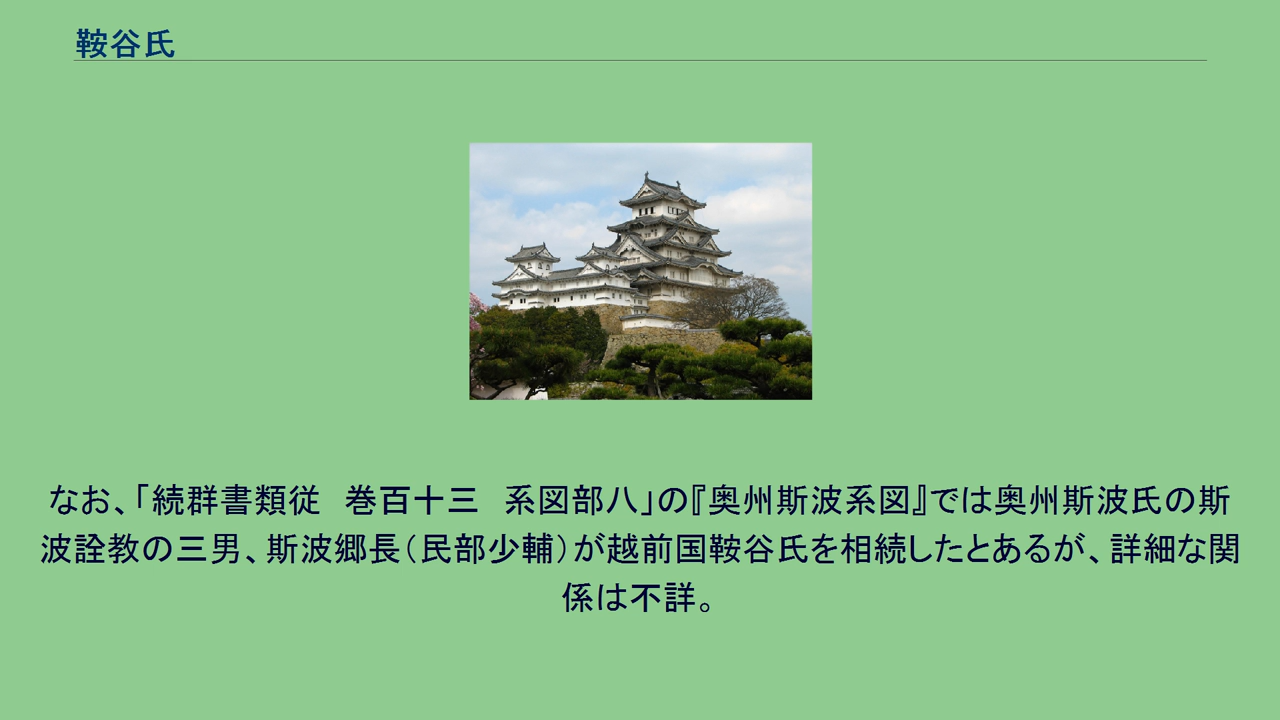 鞍谷氏
なお、「続群書類従　巻百十三　系図部八」の『奥州斯波系図』では奥州斯波氏の斯
波詮教の三男、斯波郷長（民部少輔）が越前国鞍谷氏を相続したとあるが、詳細な関
係は不詳。